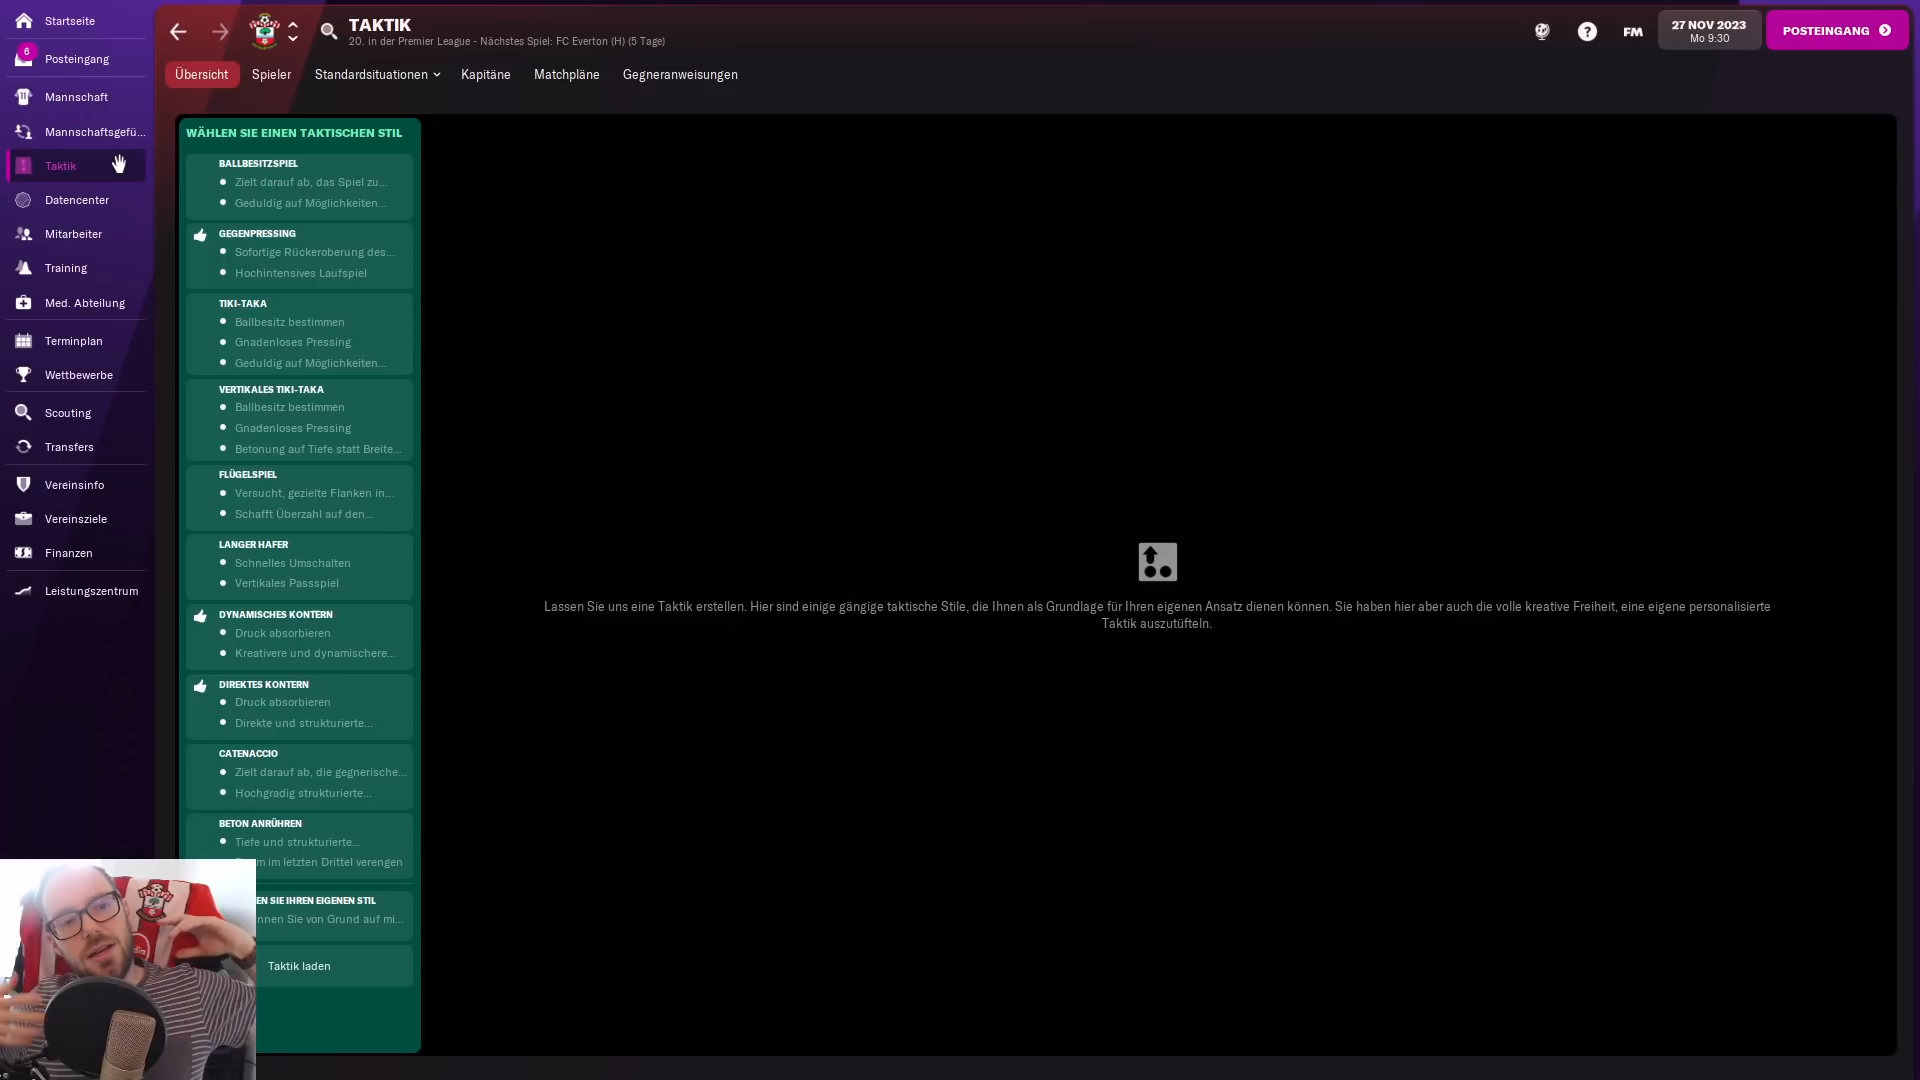 Startseite
6
Posteingang
Mannschaft
Mannschaftsgefü...
Taktik
Datencenter
Mitarbeiter
Training
Med. Abteilung
Terminplan
Wettbewerbe
Scouting
Transfers
Vereinsinfo
Vereinsziele
Finanzen
Leistungszentrum
TAKTIK
20. in der Premier League - Nächstes Spiel: FC Everton (H) (5 Tage)
FM
27 NOV 2023
Mo 9:30
POSTEINGANG
Übersicht
Spieler
Standardsituationen
Kapitäne
Matchpläne
Gegneranweisungen
WÄHLEN SIE EINEN TAKTISCHEN STIL
BALLBESITZSPIEL
Zielt darauf ab, das Spiel zu...
Geduldig auf Möglichkeiten...
GEGENPRESSING
Sofortige Rückeroberung des...
Hochintensives Laufspiel
TIKI-TAKA
Ballbesitz bestimmen
Gnadenloses Pressing
Geduldig auf Möglichkeiten...
VERTIKALES TIKI-TAKA
Ballbesitz bestimmen
Gnadenloses Pressing
Betonung auf Tiefe statt Breite...
FLÜGELSPIEL
Versucht, gezielte Flanken in...
Schafft Überzahl auf den...
LANGER HAFER
Schnelles Umschalten
Vertikales Passspiel
DYNAMISCHES KONTERN
Druck absorbieren
Kreativere und dynamischere...
DIREKTES KONTERN
Druck absorbieren
Direkte und strukturierte...
CATENACCIO
Zielt darauf ab, die gegnerische...
Hochgradig strukturierte...
BETON ANRÜHREN
Tiefe und strukturierte...
m im letzten Drittel verengen
EN SIE IHREN EIGENEN STIL
nnen Sie von Grund auf mi...
Taktik laden
Lassen Sie uns eine Taktik erstellen. Hier sind einige gängige taktische Stile, die Ihnen als Grundlage für Ihren eigenen Ansatz dienen können. Sie haben hier aber auch die volle kreative Freiheit, eine eigene personalisierte
Taktik auszutüfteln.